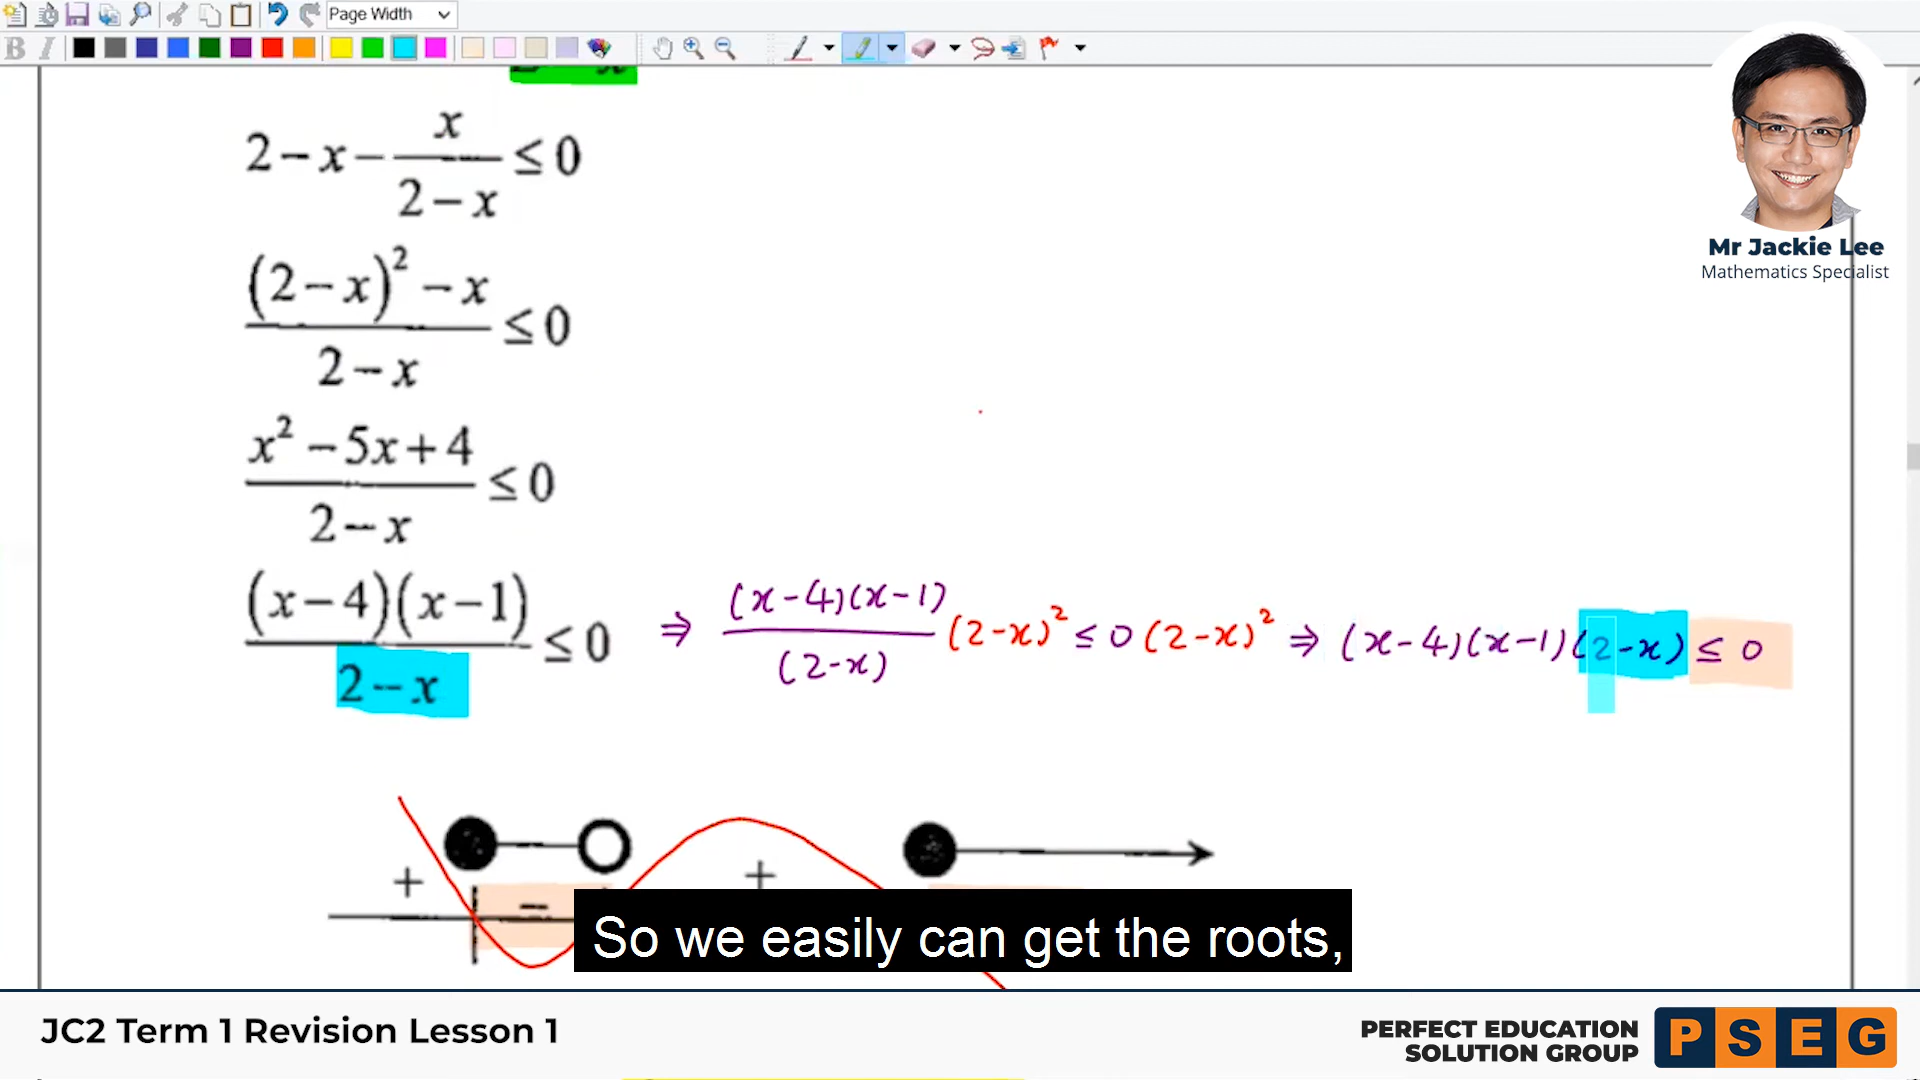 Page Width
B I
2 − x − x/(2 − x) ≤ 0
((2 − x)² − x)/(2 − x) ≤ 0
(x² − 5x + 4)/(2 − x) ≤ 0
((x − 4)(x − 1))/(2 − x) ≤ 0 ⇒ ((x − 4)(x − 1))/((2 − x)) (2 − x)² ≤ 0 (2 − x)² ⇒ (x − 4)(x − 1)(2 − x) ≤ 0
+ − +
So we easily can get the roots,
Mr Jackie Lee
Mathematics Specialist
JC2 Term 1 Revision Lesson 1
PERFECT EDUCATION
SOLUTION GROUP
PSEG